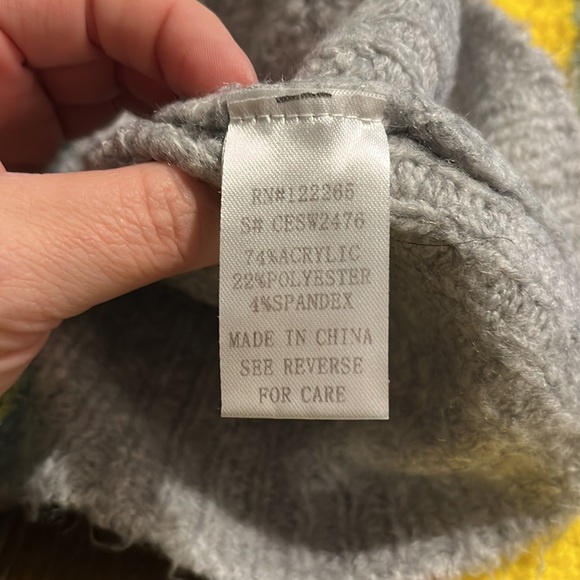 RN#122265
S# CESW2476
74%ACRYLIC
22%POLYESTER
4%SPANDEX
MADE IN CHINA
SEE REVERSE
FOR CARE